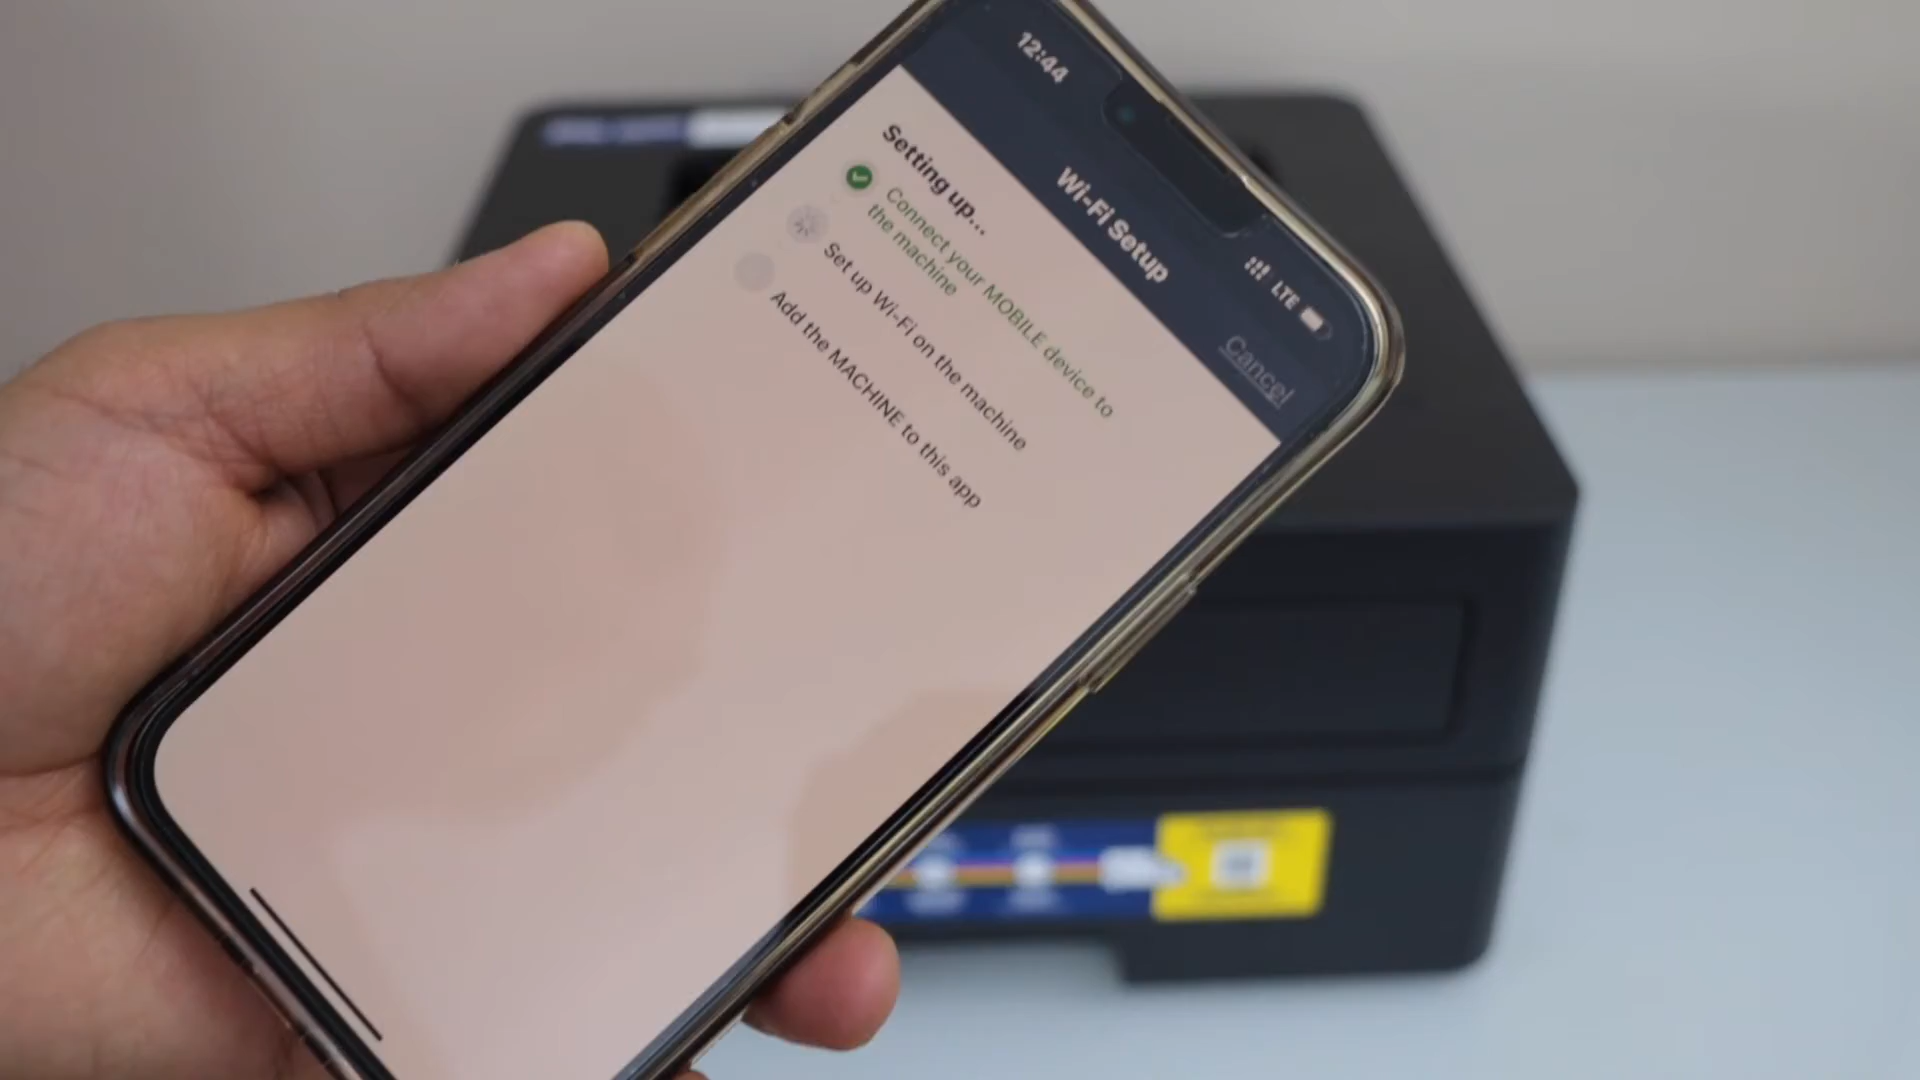 12:44
LTE
Wi-Fi Setup
Cancel
Setting up...
Connect your MOBILE device to
the machine
Set up Wi-Fi on the machine
Add the MACHINE to this app